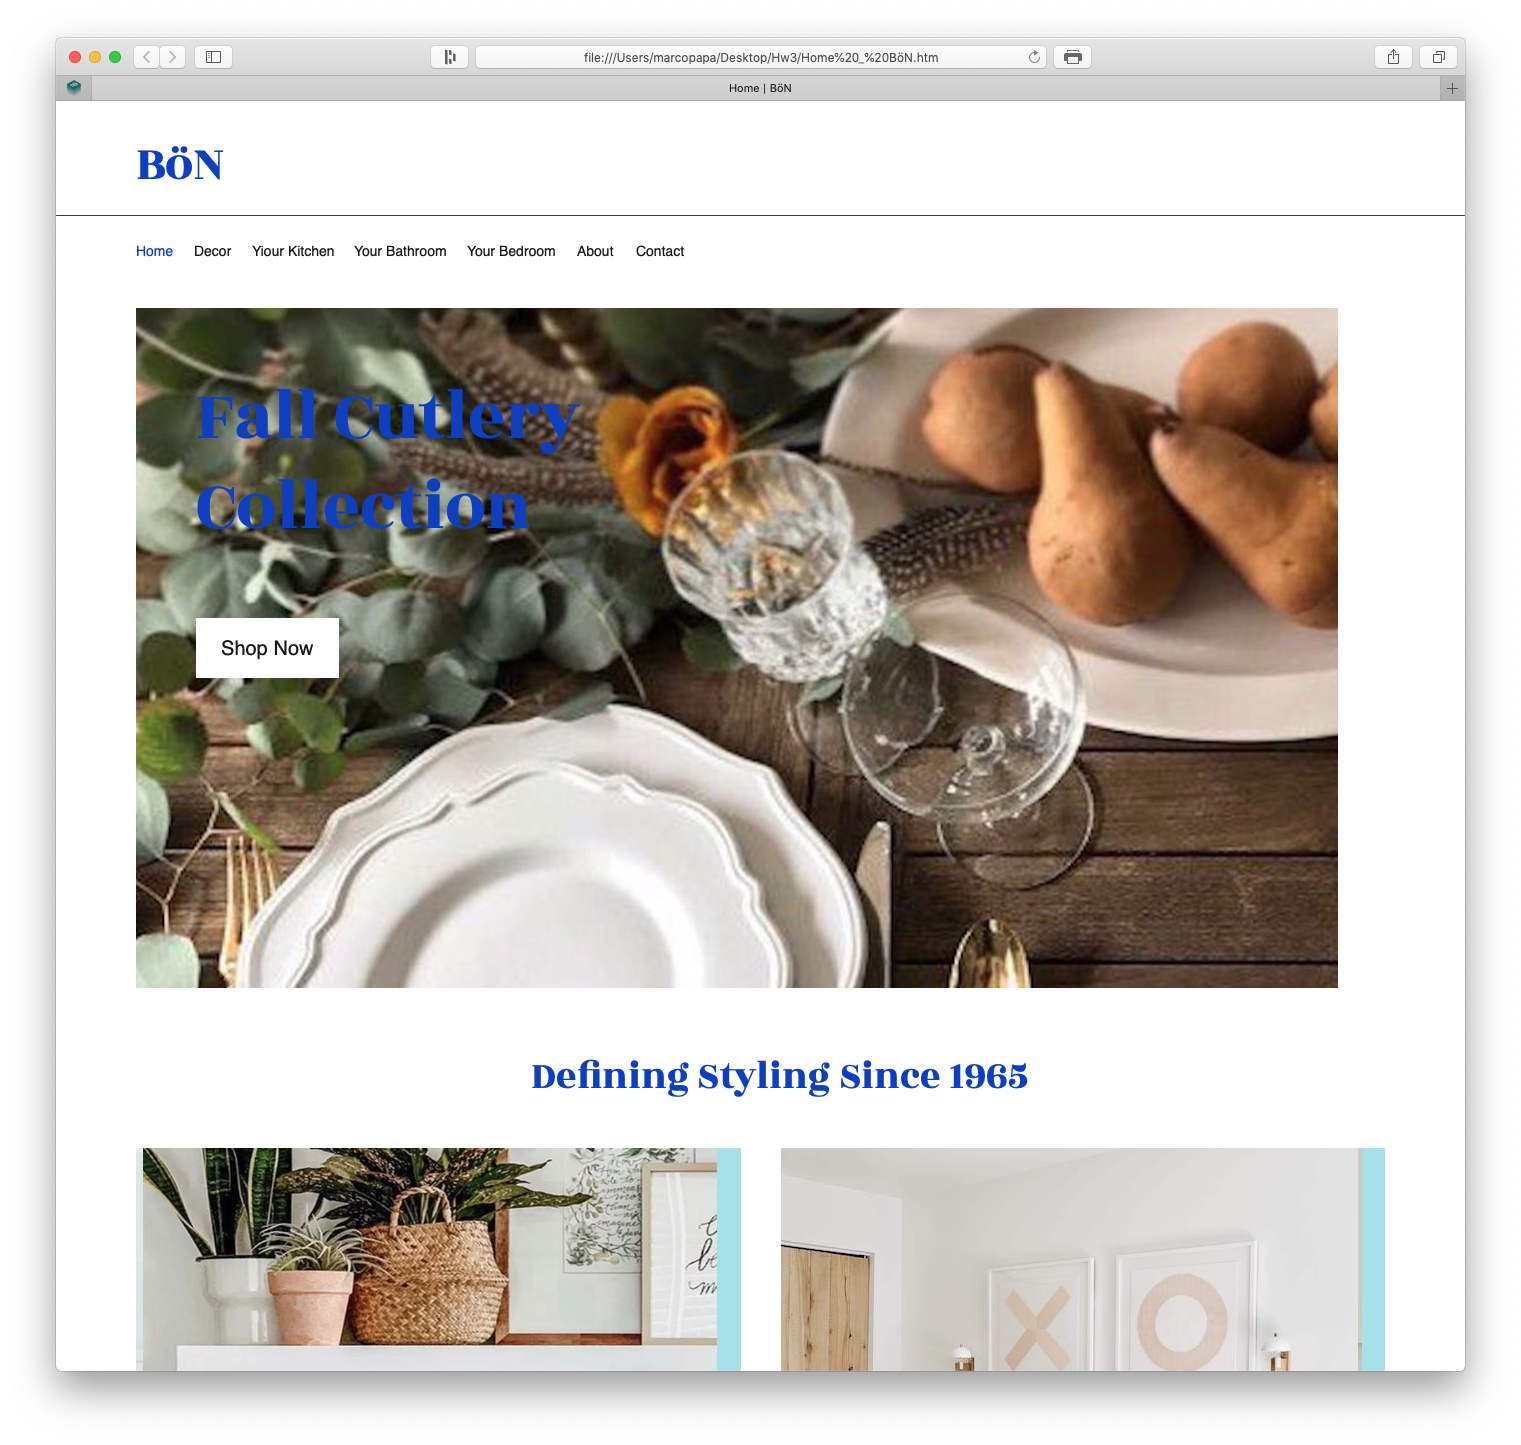 file:///Users/marcopapa/Desktop/Hw3/Home%20_%20BöN.htm
Home | BöN
BöN
Home Decor Yiour Kitchen Your Bathroom Your Bedroom About Contact
Fall Cutlery
Collection
Shop Now
Defining Styling Since 1965
X O